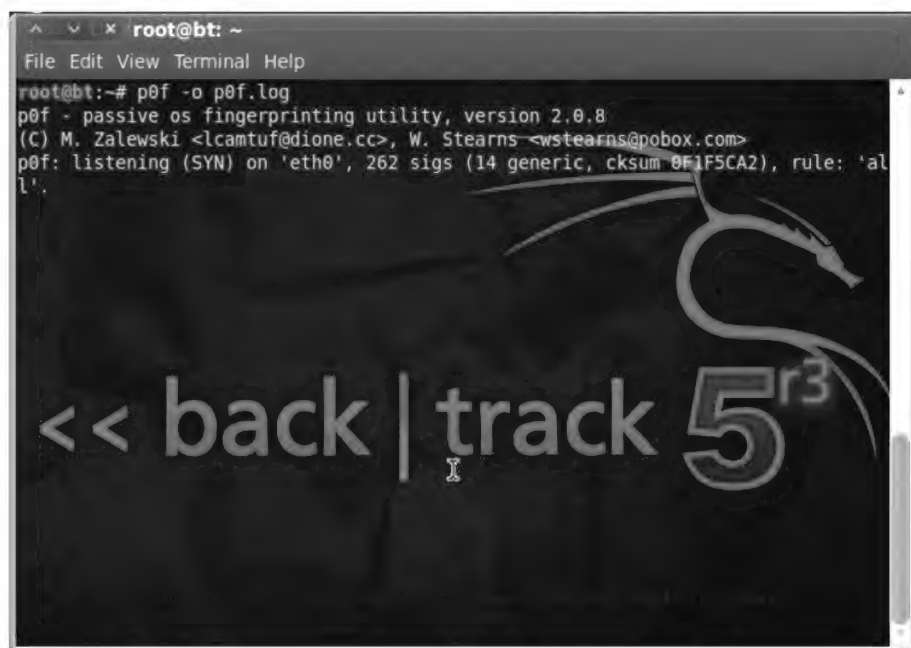 root@bt: ~
File Edit View Terminal Help
root@bt:~# p0f -o p0f.log
p0f - passive os fingerprinting utility, version 2.0.8
(C) M. Zalewski <lcamtuf@dione.cc>, W. Stearns <wstearns@pobox.com>
p0f: listening (SYN) on 'eth0', 262 sigs (14 generic, cksum 0F1F5CA2), rule: 'al
l'.
<< back | track 5 r3